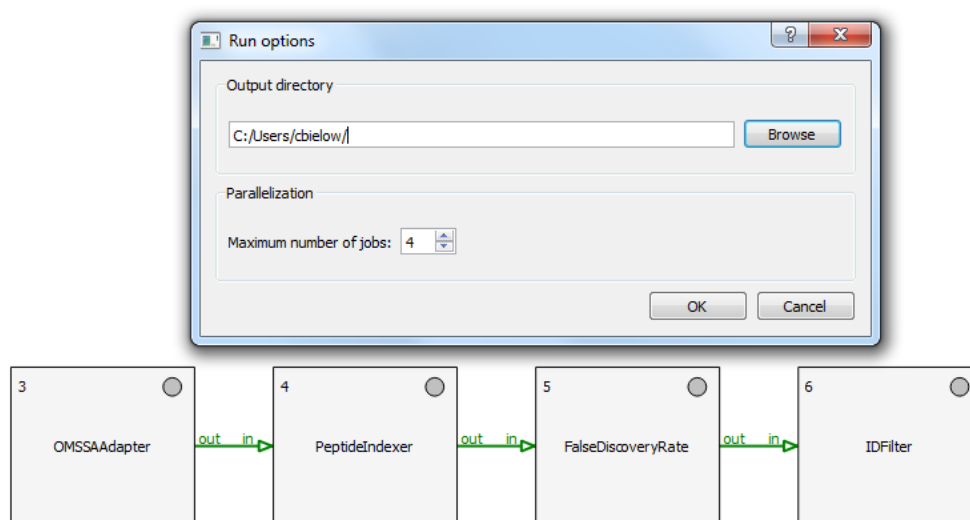 Run options
Output directory
C:/Users/cbielow/
Browse
Parallelization
Maximum number of jobs: 4
OK Cancel
3 4 5 6
OMSSAAdapter out in PeptideIndexer out in FalseDiscoveryRate out in IDFilter